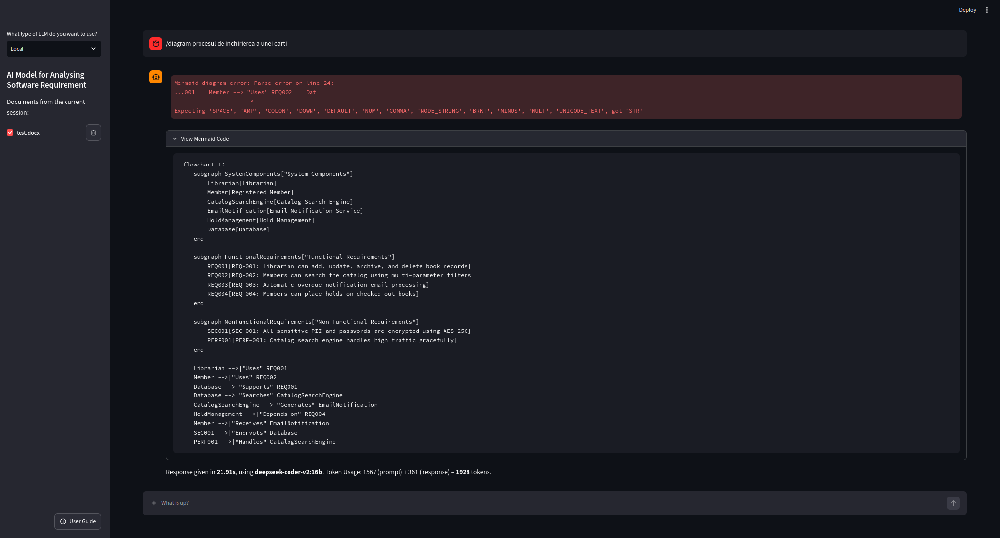 Deploy
What type of LLM do you want to use?
Local
AI Model for Analysing
Software Requirement
Documents from the current
session:
test.docx
User Guide
/diagram procesul de inchirierea a unei carti
Mermaid diagram error: Parse error on line 24:
...001    Member -->|"Uses" REQ002    Dat
----------------------^
Expecting 'SPACE', 'AMP', 'COLON', 'DOWN', 'DEFAULT', 'NUM', 'COMMA', 'NODE_STRING', 'BRKT', 'MINUS', 'MULT', 'UNICODE_TEXT', got 'STR'
View Mermaid Code
flowchart TD
   subgraph SystemComponents["System Components"]
       Librarian[Librarian]
       Member[Registered Member]
       CatalogSearchEngine[Catalog Search Engine]
       EmailNotification[Email Notification Service]
       HoldManagement[Hold Management]
       Database[Database]
   end
   subgraph FunctionalRequirements["Functional Requirements"]
       REQ001[REQ-001: Librarian can add, update, archive, and delete book records]
       REQ002[REQ-002: Members can search the catalog using multi-parameter filters]
       REQ003[REQ-003: Automatic overdue notification email processing]
       REQ004[REQ-004: Members can place holds on checked out books]
   end
   subgraph NonFunctionalRequirements["Non-Functional Requirements"]
       SEC001[SEC-001: All sensitive PII and passwords are encrypted using AES-256]
       PERF001[PERF-001: Catalog search engine handles high traffic gracefully]
   end
   Librarian -->|"Uses" REQ001
   Member -->|"Uses" REQ002
   Database -->|"Supports" REQ001
   Database -->|"Searches" CatalogSearchEngine
   CatalogSearchEngine -->|"Generates" EmailNotification
   HoldManagement -->|"Depends on" REQ004
   Member -->|"Receives" EmailNotification
   SEC001 -->|"Encrypts" Database
   PERF001 -->|"Handles" CatalogSearchEngine
Response given in 21.91s, using deepseek-coder-v2:16b. Token Usage: 1567 (prompt) + 361 ( response) = 1928 tokens.
What is up?